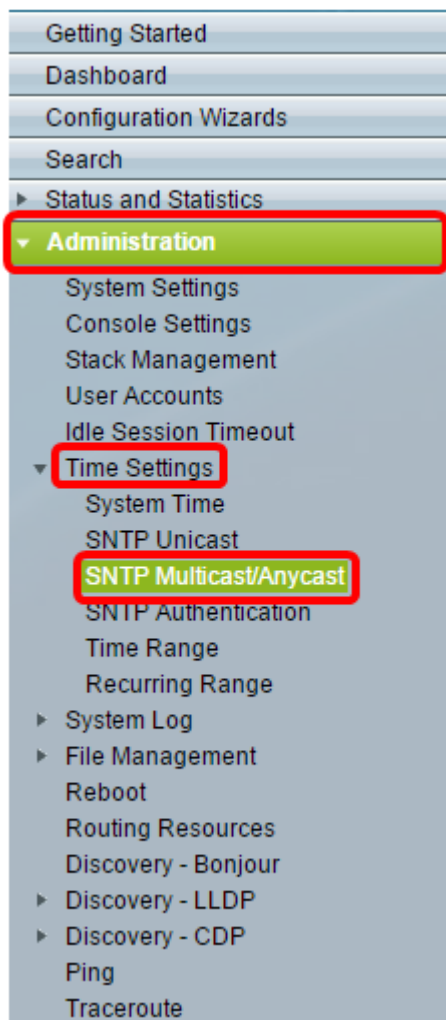 Getting Started
Dashboard
Configuration Wizards
Search
Status and Statistics
Administration
System Settings
Console Settings
Stack Management
User Accounts
Idle Session Timeout
Time Settings
System Time
SNTP Unicast
SNTP Multicast/Anycast
SNTP Authentication
Time Range
Recurring Range
System Log
File Management
Reboot
Routing Resources
Discovery - Bonjour
Discovery - LLDP
Discovery - CDP
Ping
Traceroute